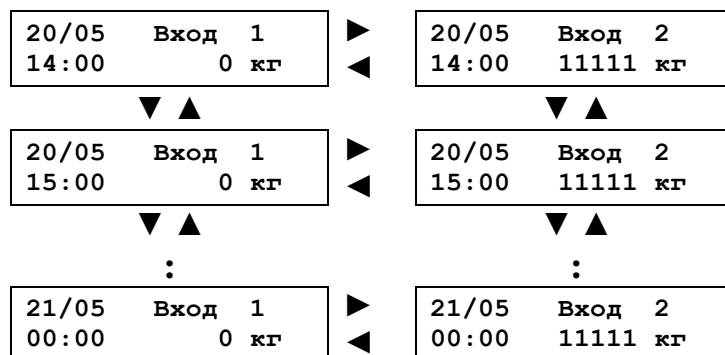 20/05 Вход 1
14:00 0 кг
20/05 Вход 2
14:00 11111 кг
20/05 Вход 1
15:00 0 кг
20/05 Вход 2
15:00 11111 кг
:
:
21/05 Вход 1
00:00 0 кг
21/05 Вход 2
00:00 11111 кг